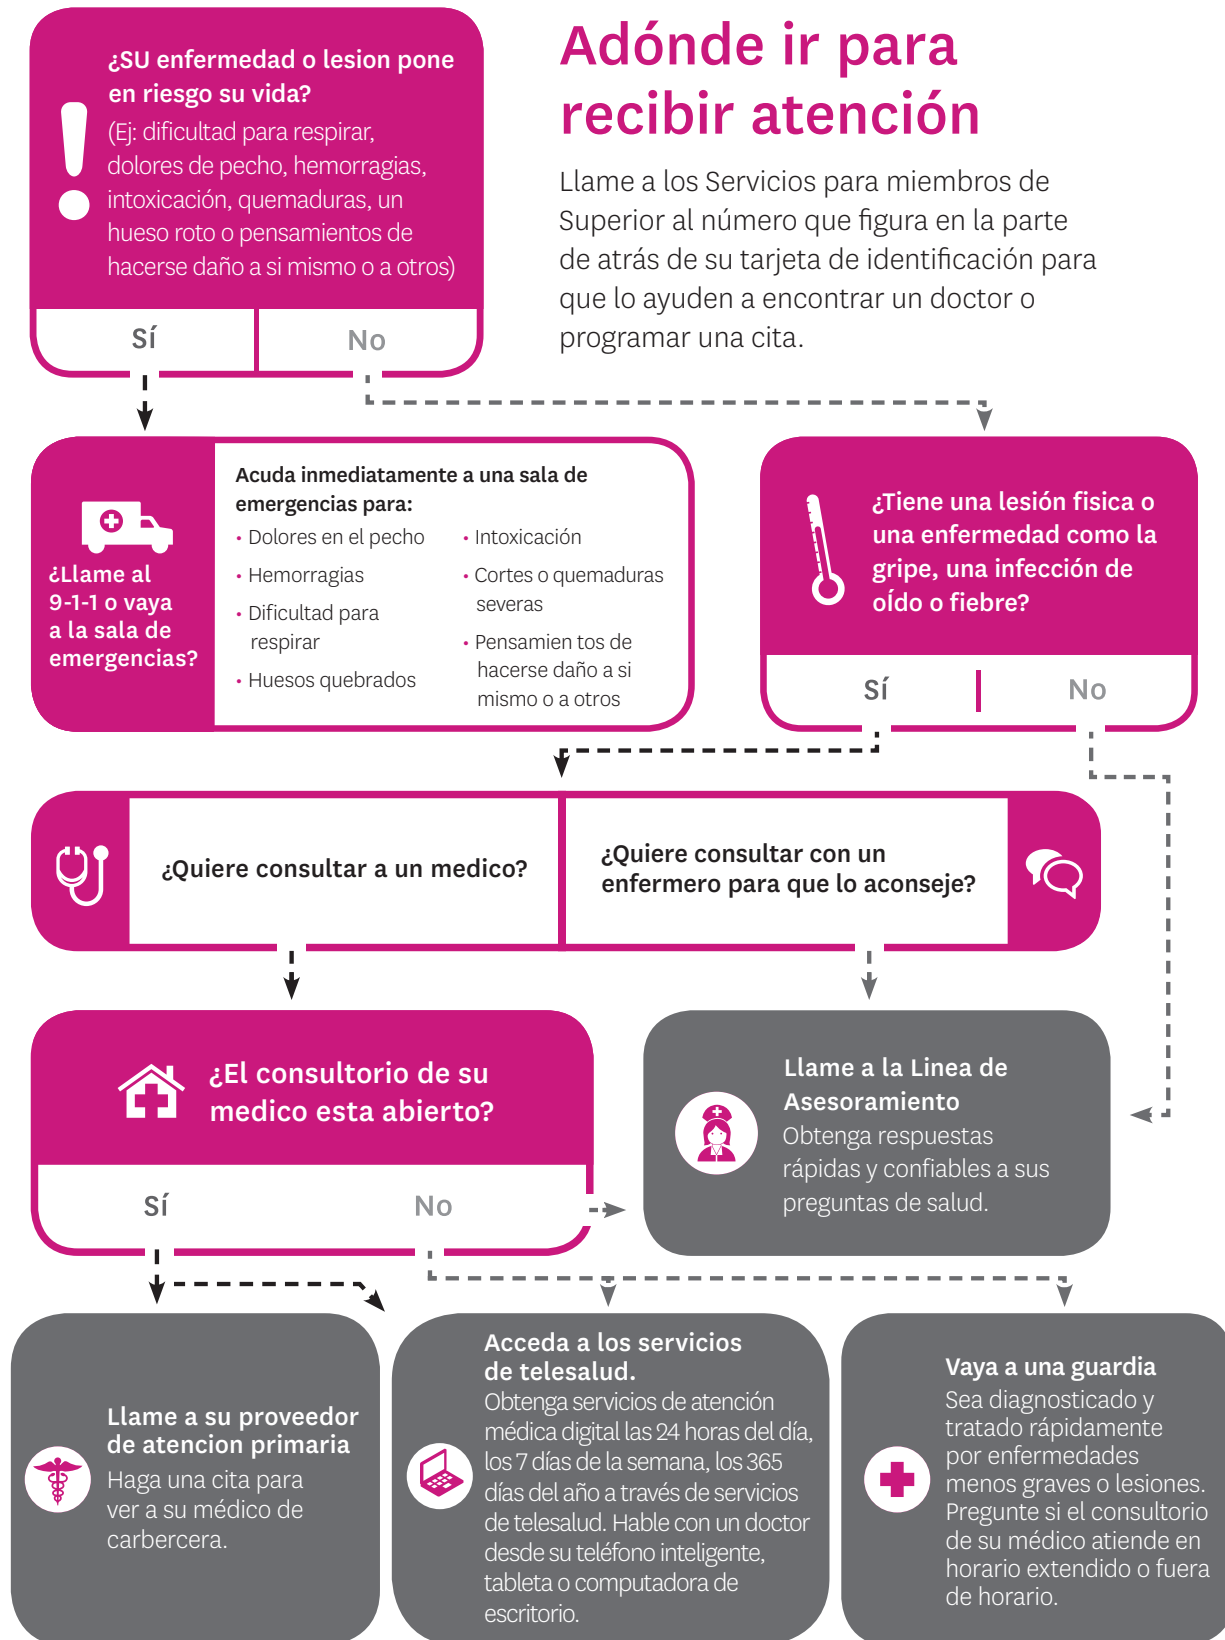 Adónde ir para
recibir atención
Llame a los Servicios para miembros de
Superior al número que figura en la parte
de atrás de su tarjeta de identificación para
que lo ayuden a encontrar un doctor o
programar una cita.
¿SU enfermedad o lesion pone
en riesgo su vida?
(Ej: dificultad para respirar,
dolores de pecho, hemorragias,
intoxicación, quemaduras, un
hueso roto o pensamientos de
hacerse daño a si mismo o a otros)
Sí
No
¿Llame al
9-1-1 o vaya
a la sala de
emergencias?
Acuda inmediatamente a una sala de
emergencias para:
• Dolores en el pecho
• Hemorragias
• Dificultad para
respirar
• Huesos quebrados
• Intoxicación
• Cortes o quemaduras
severas
• Pensamien tos de
hacerse daño a si
mismo o a otros
¿Tiene una lesión fisica o
una enfermedad como la
gripe, una infección de
oÍdo o fiebre?
Sí
No
¿Quiere consultar a un medico?
¿Quiere consultar con un
enfermero para que lo aconseje?
¿El consultorio de su
medico esta abierto?
Sí
No
Llame a la Linea de
Asesoramiento
Obtenga respuestas
rápidas y confiables a sus
preguntas de salud.
Llame a su proveedor
de atencion primaria
Haga una cita para
ver a su médico de
carbercera.
Acceda a los servicios
de telesalud.
Obtenga servicios de atención
médica digital las 24 horas del día,
los 7 días de la semana, los 365
días del año a través de servicios
de telesalud. Hable con un doctor
desde su teléfono inteligente,
tableta o computadora de
escritorio.
Vaya a una guardia
Sea diagnosticado y
tratado rápidamente
por enfermedades
menos graves o lesiones.
Pregunte si el consultorio
de su médico atiende en
horario extendido o fuera
de horario.